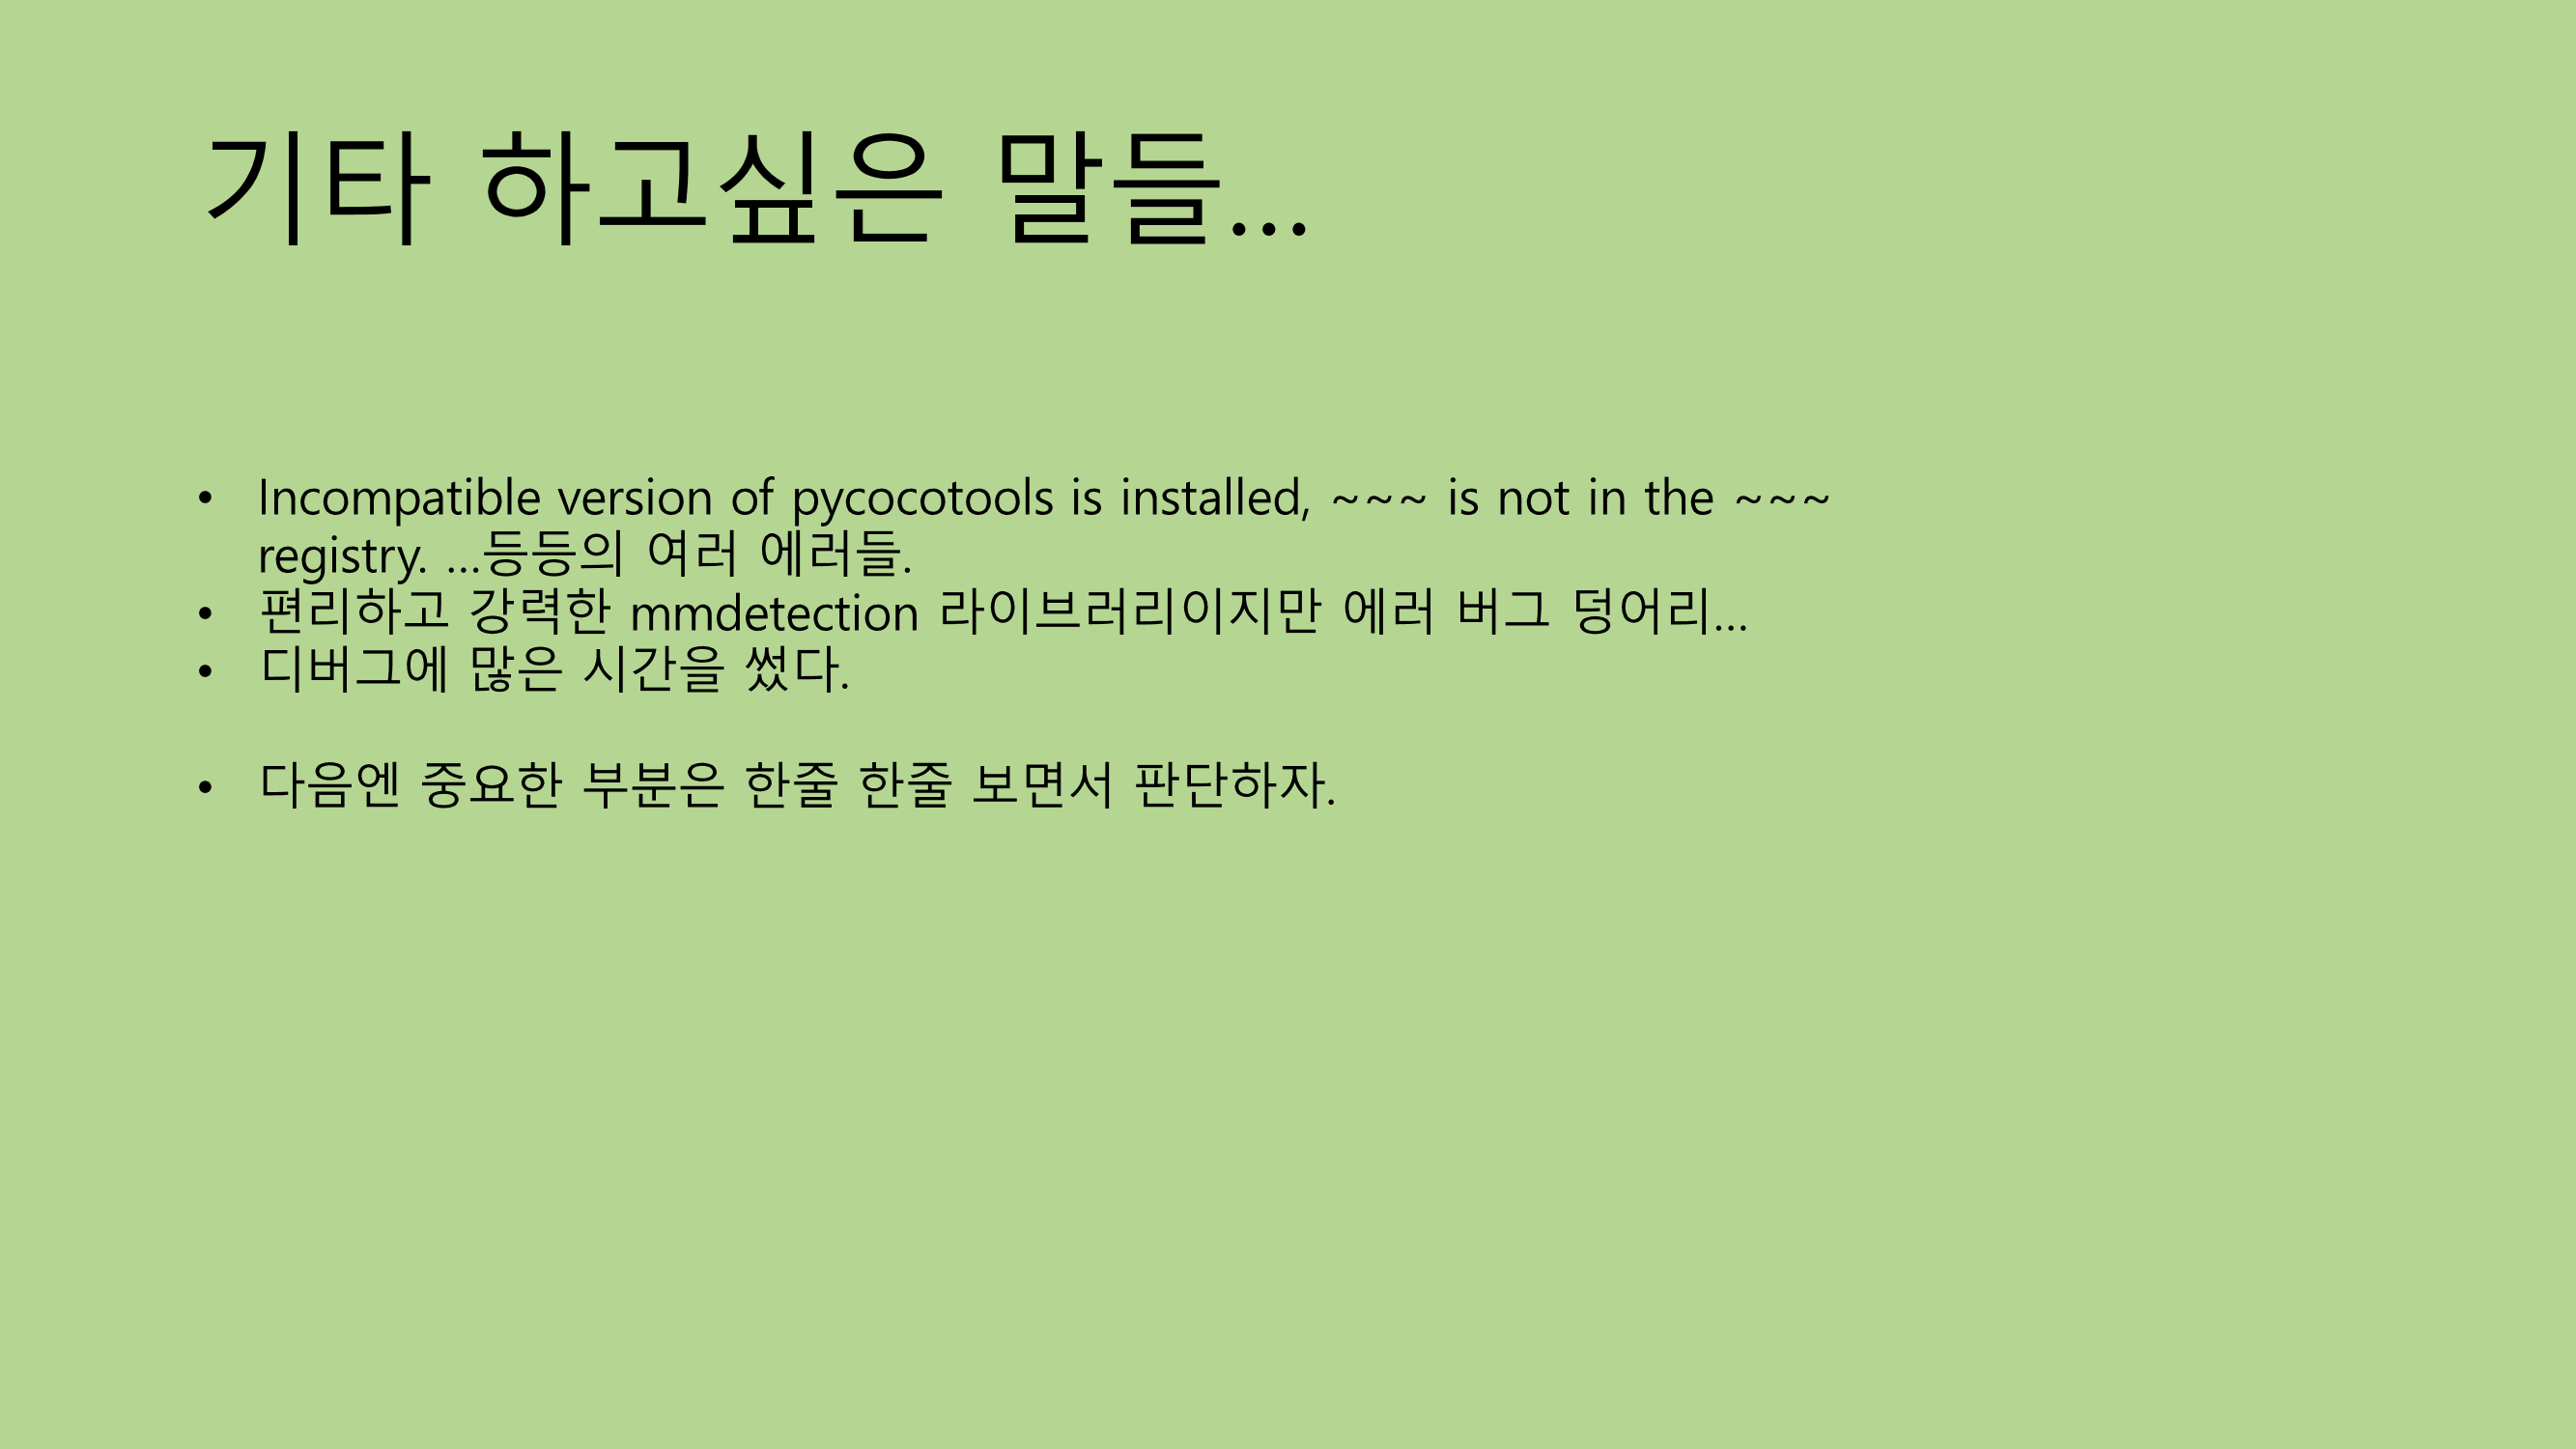 기타 하고싶은 말들…
• Incompatible version of pycocotools is installed, ~~~ is not in the ~~~
registry. …등등의 여러 에러들.
• 편리하고 강력한 mmdetection 라이브러리이지만 에러 버그 덩어리…
• 디버그에 많은 시간을 썼다.
• 다음엔 중요한 부분은 한줄 한줄 보면서 판단하자.